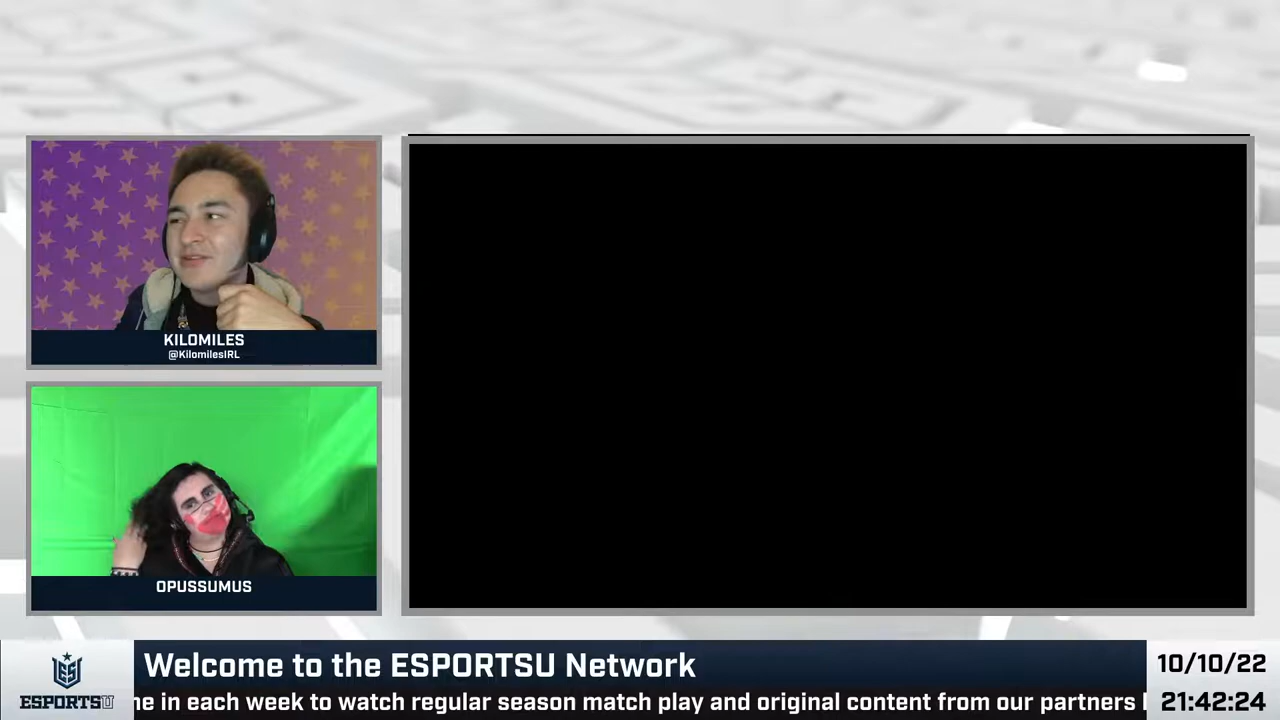 KILOMILES
@KilomilesIRL
OPUSSUMUS
Welcome to the ESPORTSU Network
10/10/22
ESPORTSU
in each week to watch regular season match play and original content from our partners
21:42:24